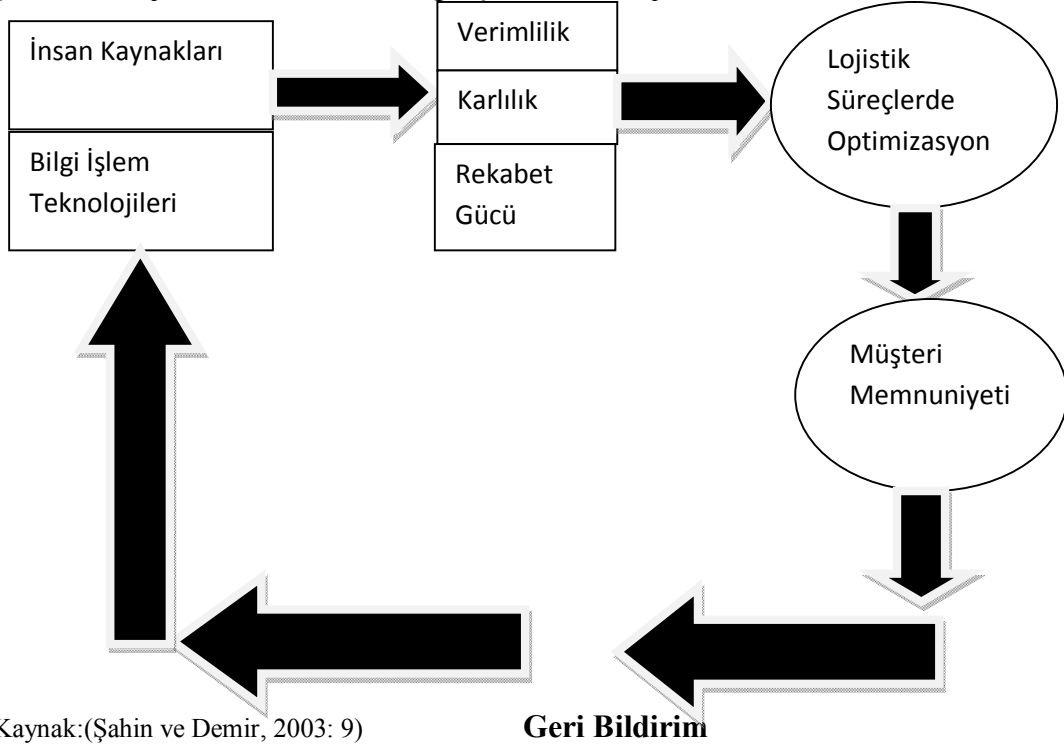 İnsan Kaynakları
Bilgi İşlem
Teknolojileri
Verimlilik
Karlılık
Rekabet
Gücü
Lojistik
Süreçlerde
Optimizasyon
Müşteri
Memnuniyeti
Kaynak:(Şahin ve Demir, 2003: 9)
Geri Bildirim